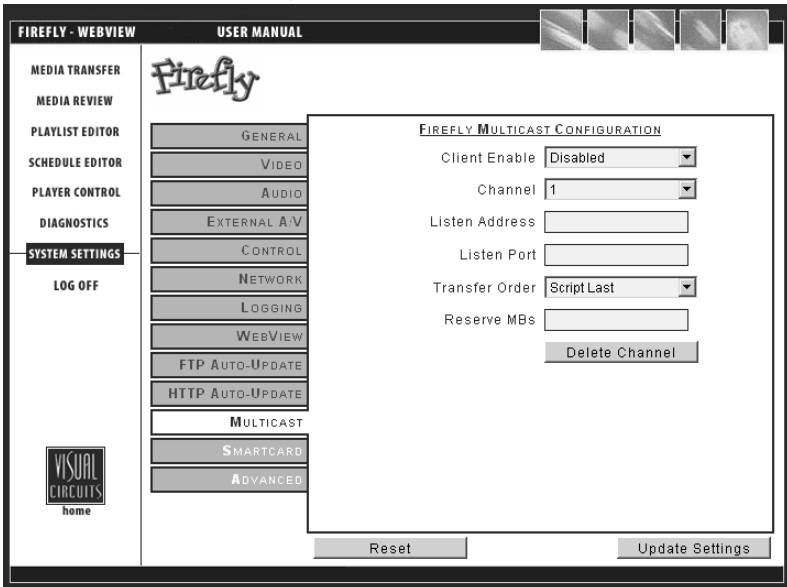 FIREFLY - WEBVIEW USER MANUAL
MEDIA TRANSFER
MEDIA REVIEW
PLAYLIST EDITOR
SCHEDULE EDITOR
PLAYER CONTROL
DIAGNOSTICS
SYSTEM SETTINGS
LOG OFF
VISUAL
CIRCUITS
home
Firefly
GENERAL
VIDEO
AUDIO
EXTERNAL A/V
CONTROL
NETWORK
LOGGING
WEBVIEW
FTP AUTO-UPDATE
HTTP AUTO-UPDATE
MULTICAST
SMARTCARD
ADVANCED
FIREFLY MULTICAST CONFIGURATION
Client Enable Disabled
Channel 1
Listen Address
Listen Port
Transfer Order Script Last
Reserve MBs
Delete Channel
Reset Update Settings